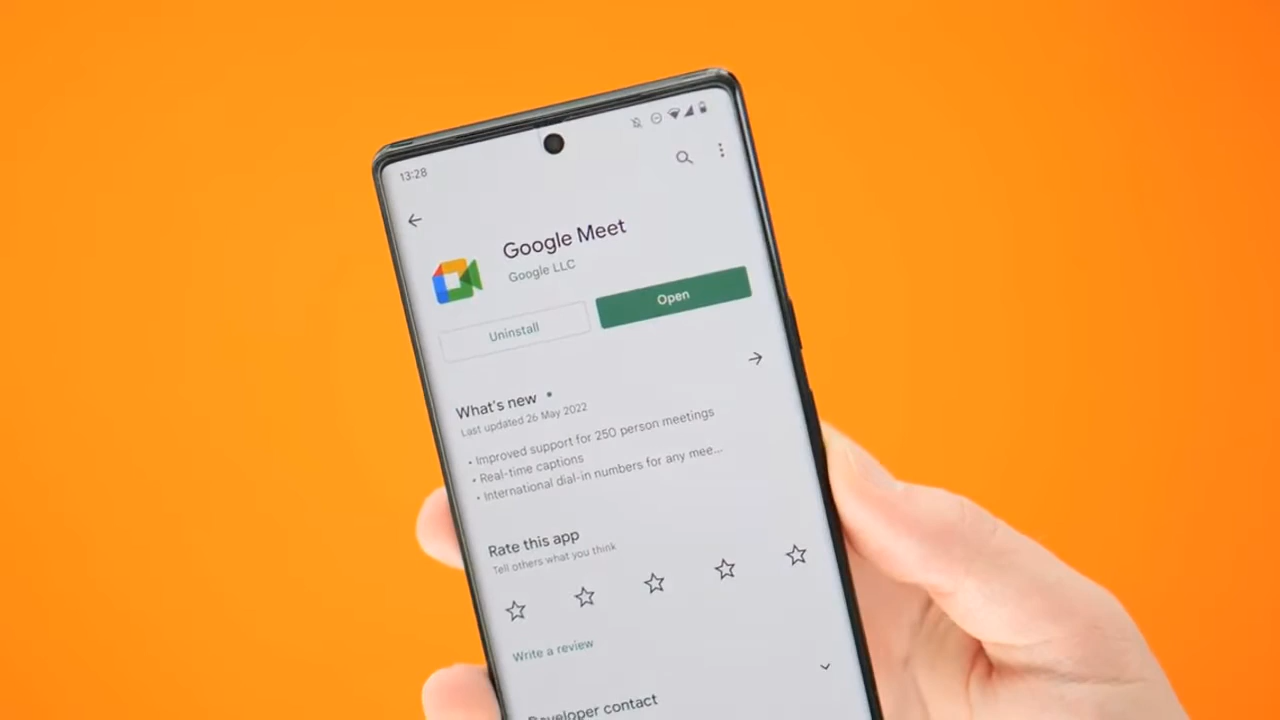 13:28
Google Meet
Google LLC
Uninstall
Open
What's new
Last updated 26 May 2022
• Improved support for 250 person meetings
• Real-time captions
• International dial-in numbers for any mee...
Rate this app
Tell others what you think
Write a review
Developer contact